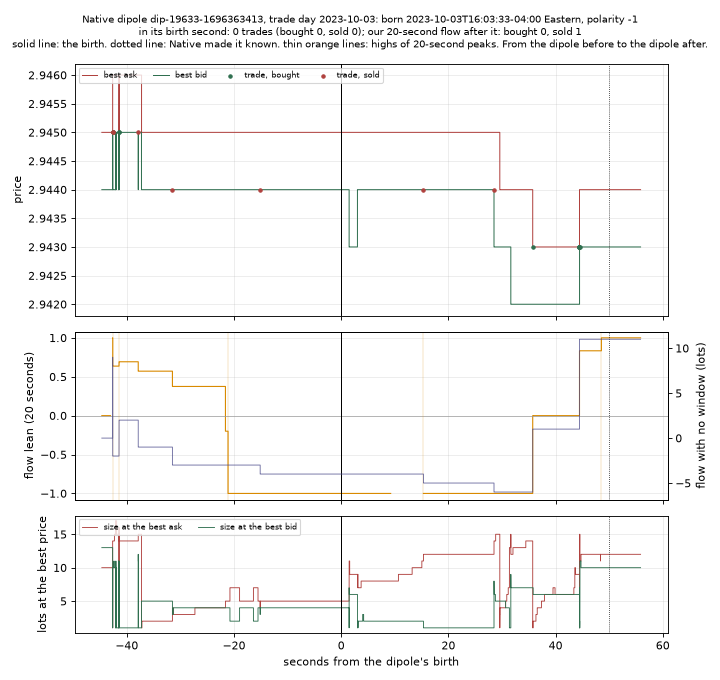 Native dipole dip-19633-1696363413, trade day 2023-10-03: born 2023-10-03T16:03:33-04:00 Eastern, polarity -1
in its birth second: 0 trades (bought 0, sold 0); our 20-second flow after it: bought 0, sold 1
solid line: the birth. dotted line: Native made it known. thin orange lines: highs of 20-second peaks. From the dipole before to the dipole after.
best ask best bid trade, bought trade, sold
2.9460
2.9455
2.9450
2.9445
2.9440
2.9435
2.9430
2.9425
2.9420
price
1.0
0.5
0.0
−0.5
−1.0
flow lean (20 seconds)
10
5
0
−5
flow with no window (lots)
size at the best ask size at the best bid
15
10
5
lots at the best price
−40 −20 0 20 40 60
seconds from the dipole's birth